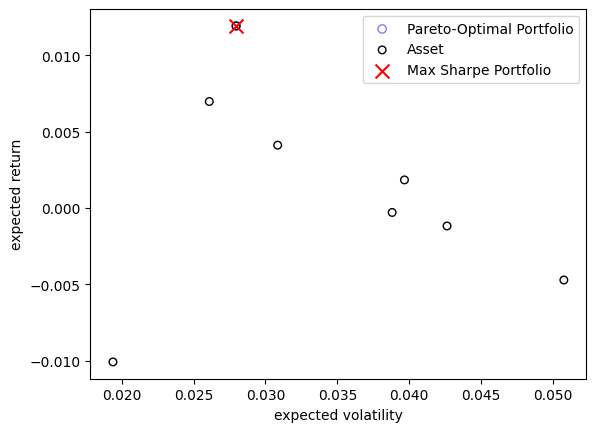 Pareto-Optimal Portfolio
Asset
Max Sharpe Portfolio
0.010
0.005
0.000
−0.005
−0.010
expected return
0.020 0.025 0.030 0.035 0.040 0.045 0.050
expected volatility